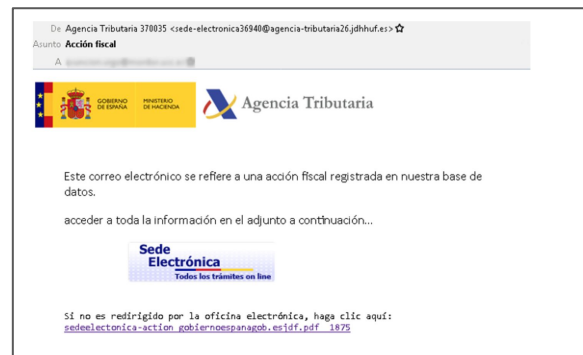 De Agencia Tributaria 370035 <sede-electronica36940@agencia-tributaria26.jdhhuf.es>
Asunto Acción fiscal
A
GOBIERNO DE ESPAÑA
MINISTERIO DE HACIENDA
Agencia Tributaria
Este correo electrónico se refiere a una acción fiscal registrada en nuestra base de
datos.
acceder a toda la información en el adjunto a continuación...
Sede
Electrónica
Todos los trámites on line
Si no es redirigido por la oficina electrónica, haga clic aquí:
sedeelectonica-action gobiernoespanagob.esjdf.pdf 1875